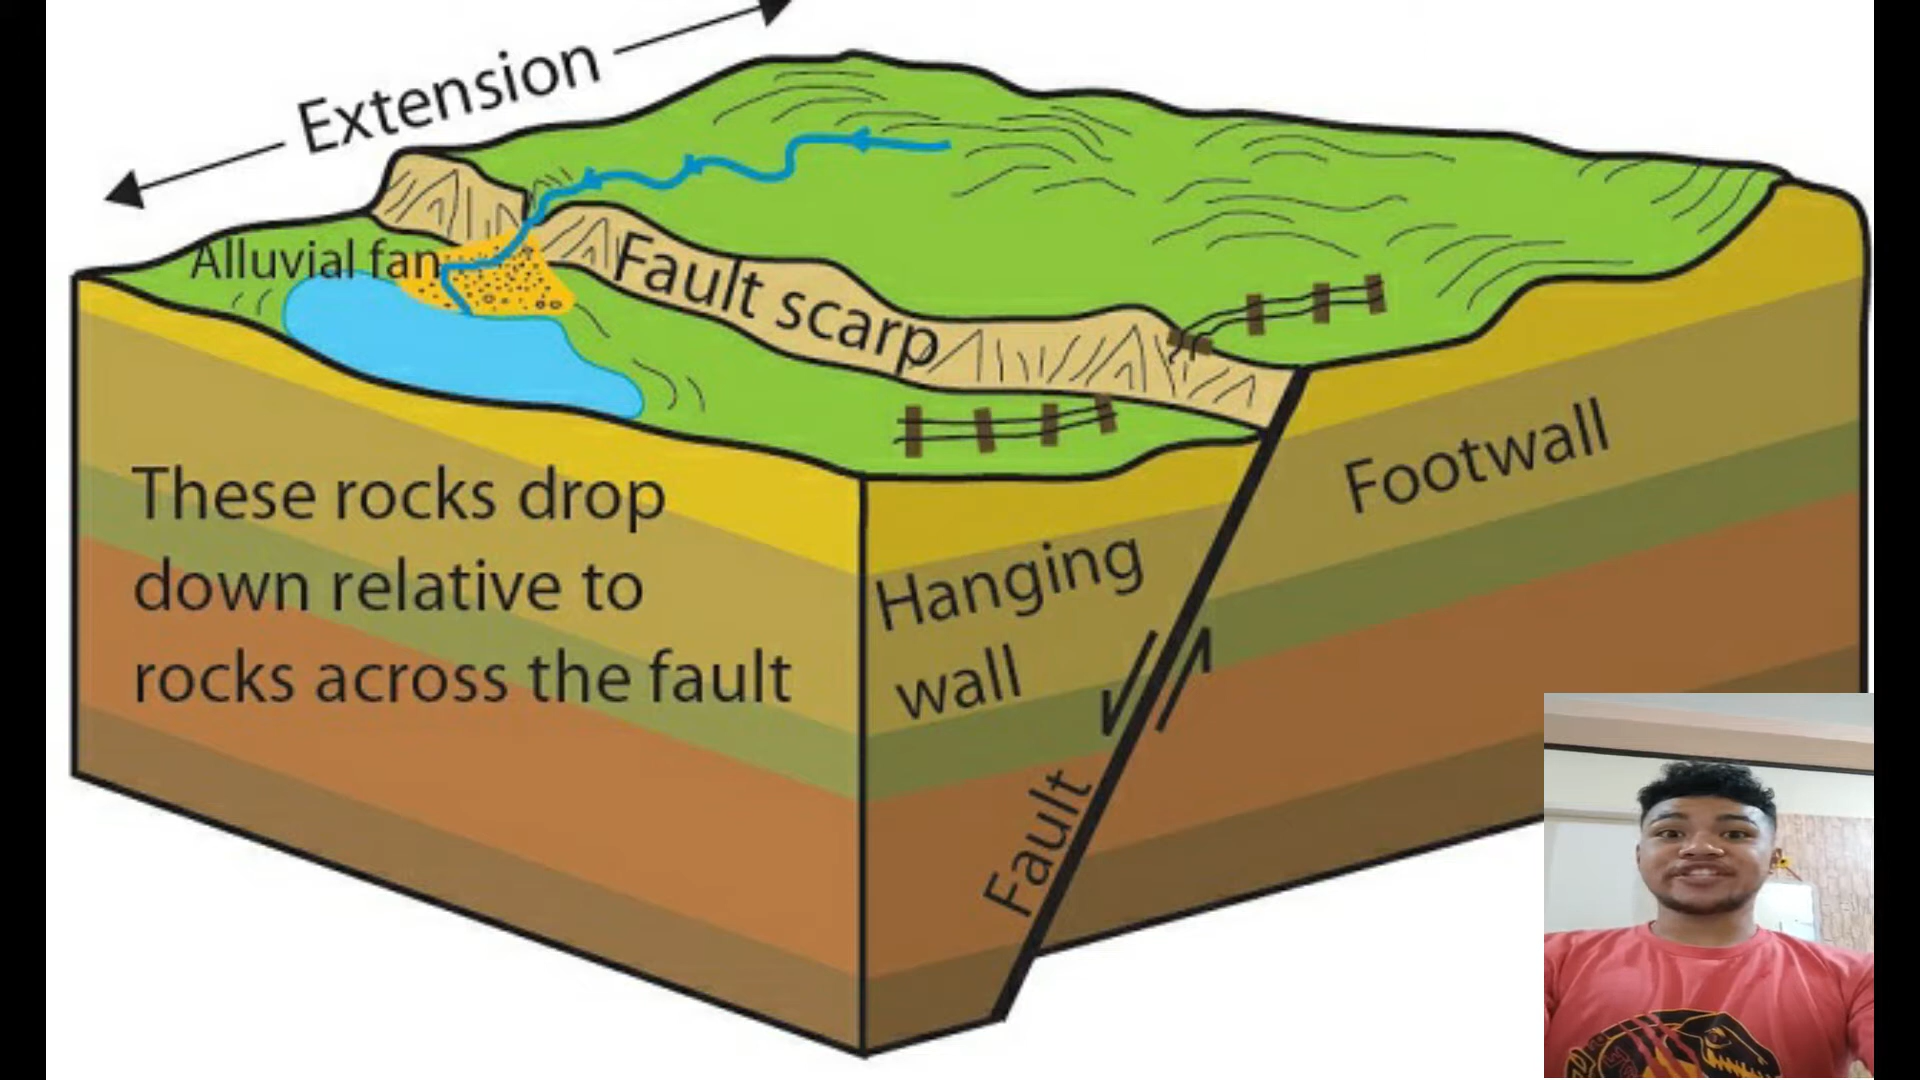 Extension
Alluvial fan
Fault scarp
Footwall
These rocks drop
down relative to
rocks across the fault
Hanging
wall
Fault